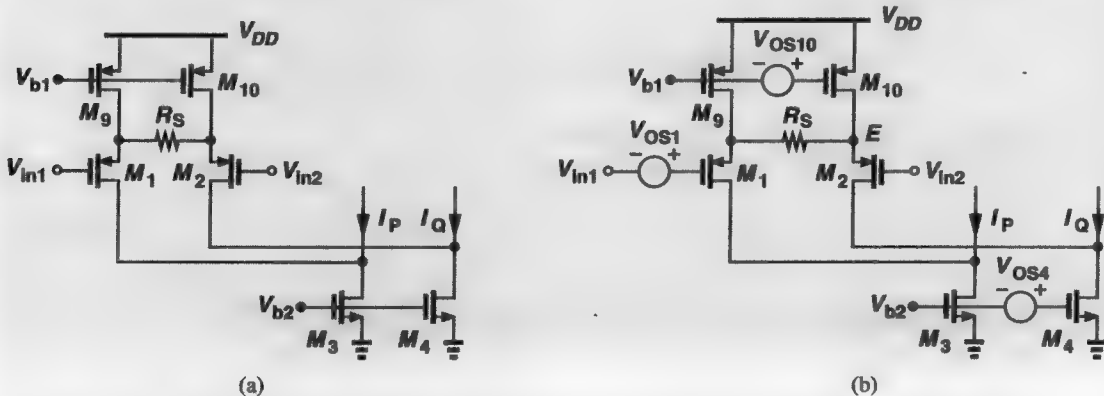 V_DD
V_b1
M_10
M_9
R_S
V_in1
M_1
M_2
V_in2
I_P
I_Q
V_b2
M_3
M_4
(a)
V_DD
V_OS10
- +
V_b1
M_10
M_9
R_S
E
V_OS1
- +
V_in1
M_1
M_2
V_in2
I_P
I_Q
V_OS4
- +
V_b2
M_3
M_4
(b)